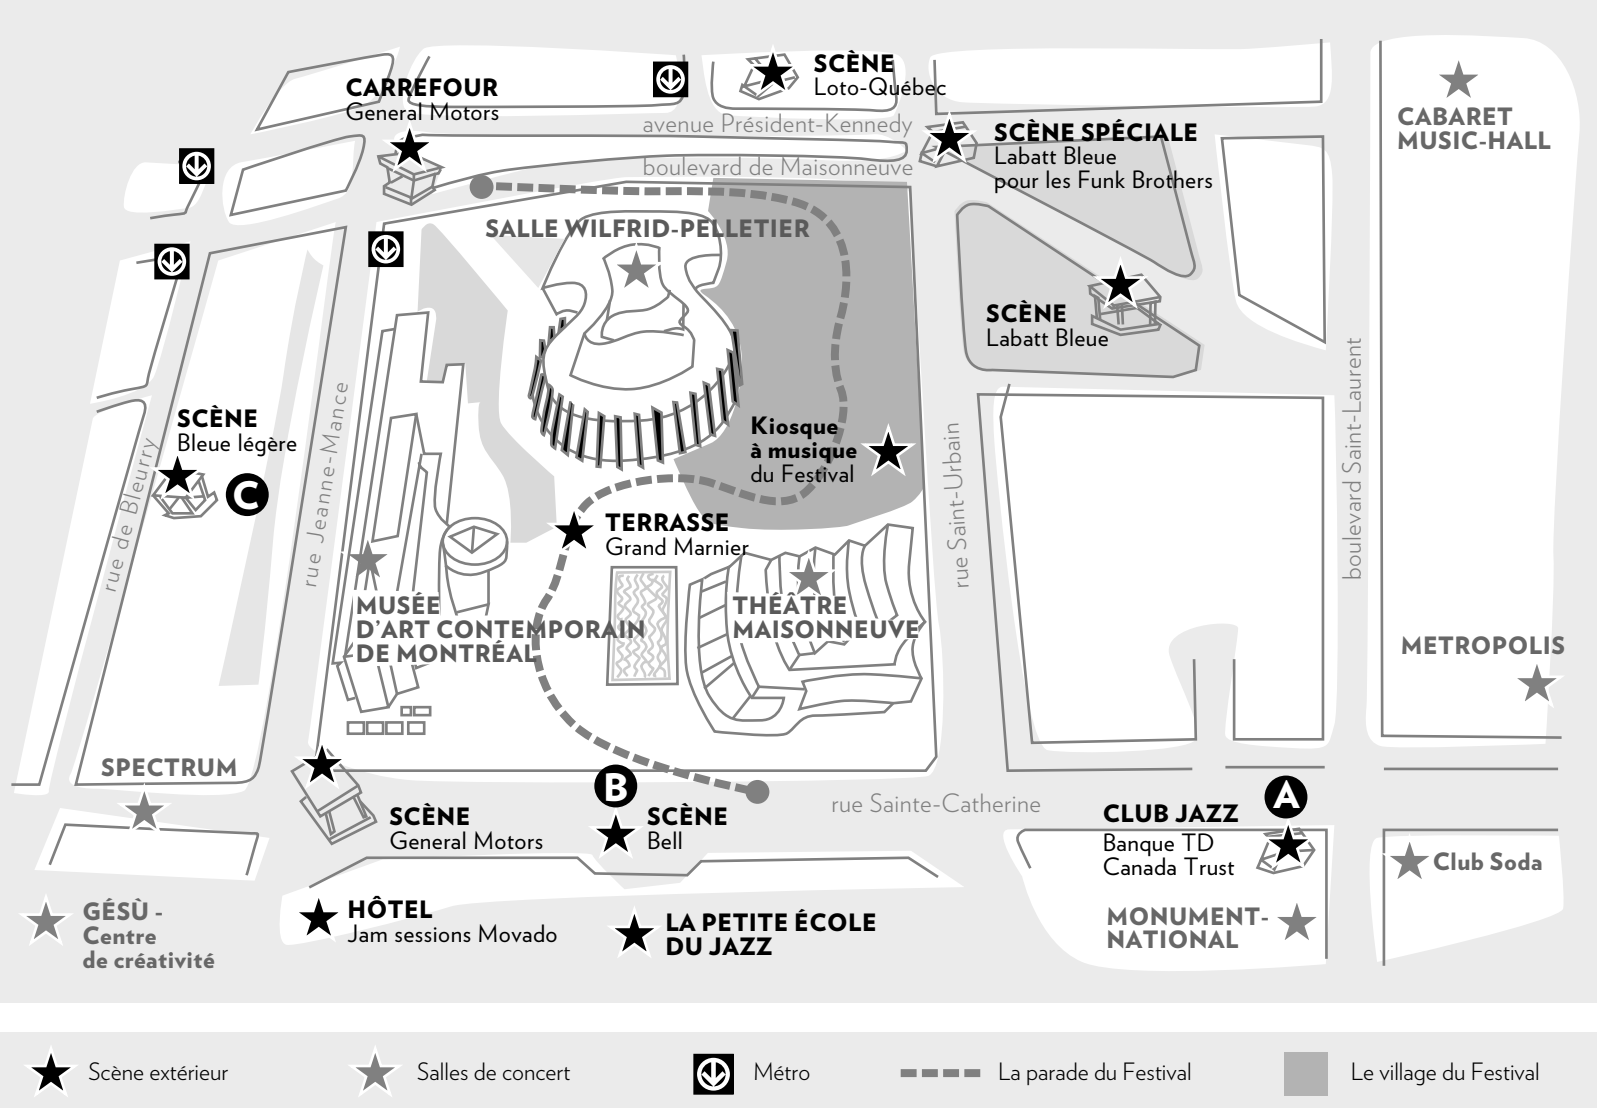 SCÈNE
Loto-Québec
CARREFOUR
General Motors
avenue Président-Kennedy
CABARET
MUSIC-HALL
SCÈNE SPÉCIALE
Labatt Bleue
pour les Funk Brothers
boulevard de Maisonneuve
SALLE WILFRID-PELLETIER
SCÈNE
Labatt Bleue
boulevard Saint-Laurent
SCÈNE
Bleue légère
C
rue de Bleurry
rue Jeanne-Mance
Kiosque
à musique
du Festival
rue Saint-Urbain
TERRASSE
Grand Marnier
MUSÉE
D'ART CONTEMPORAIN
DE MONTRÉAL
THÉÂTRE
MAISONNEUVE
METROPOLIS
SPECTRUM
B
A
rue Sainte-Catherine
SCÈNE
General Motors
SCÈNE
Bell
CLUB JAZZ
Banque TD
Canada Trust
Club Soda
GÉSÙ -
Centre
de créativité
HÔTEL
Jam sessions Movado
LA PETITE ÉCOLE
DU JAZZ
MONUMENT-
NATIONAL
Scène extérieur
Salles de concert
Métro
La parade du Festival
Le village du Festival